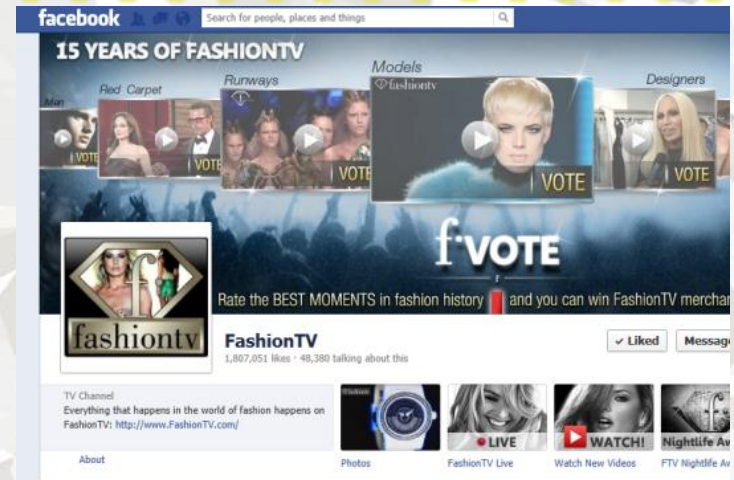 facebook
Search for people, places and things
15 YEARS OF FASHIONTV
Models
Runways
Designers
Red Carpet
fashiontv
VOTE
VOTE
VOTE
VOTE
VOTE
f·VOTE
Rate the BEST MOMENTS in fashion history and you can win FashionTV merchan
f
fashiontv
FashionTV
1,807,051 likes · 48,380 talking about this
✓ Liked
Message
TV Channel
Everything that happens in the world of fashion happens on
FashionTV: http://www.FashionTV.com/
About
LIVE
WATCH!
Nightlife Aw
Photos
FashionTV Live
Watch New Videos
FTV Nightlife Aw